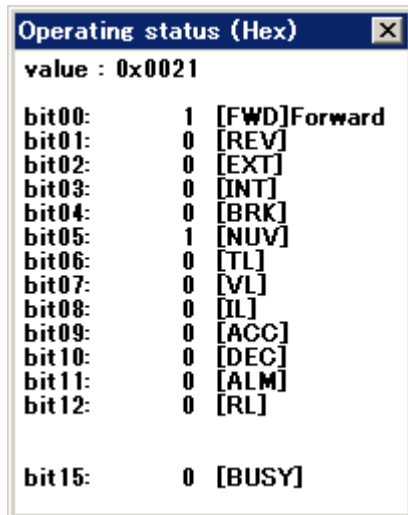 Operating status (Hex)
value : 0x0021
bit00: 1 [FWD]Forward
bit01: 0 [REV]
bit02: 0 [EXT]
bit03: 0 [INT]
bit04: 0 [BRK]
bit05: 1 [NUV]
bit06: 0 [TL]
bit07: 0 [VL]
bit08: 0 [IL]
bit09: 0 [ACC]
bit10: 0 [DEC]
bit11: 0 [ALM]
bit12: 0 [RL]
bit15: 0 [BUSY]